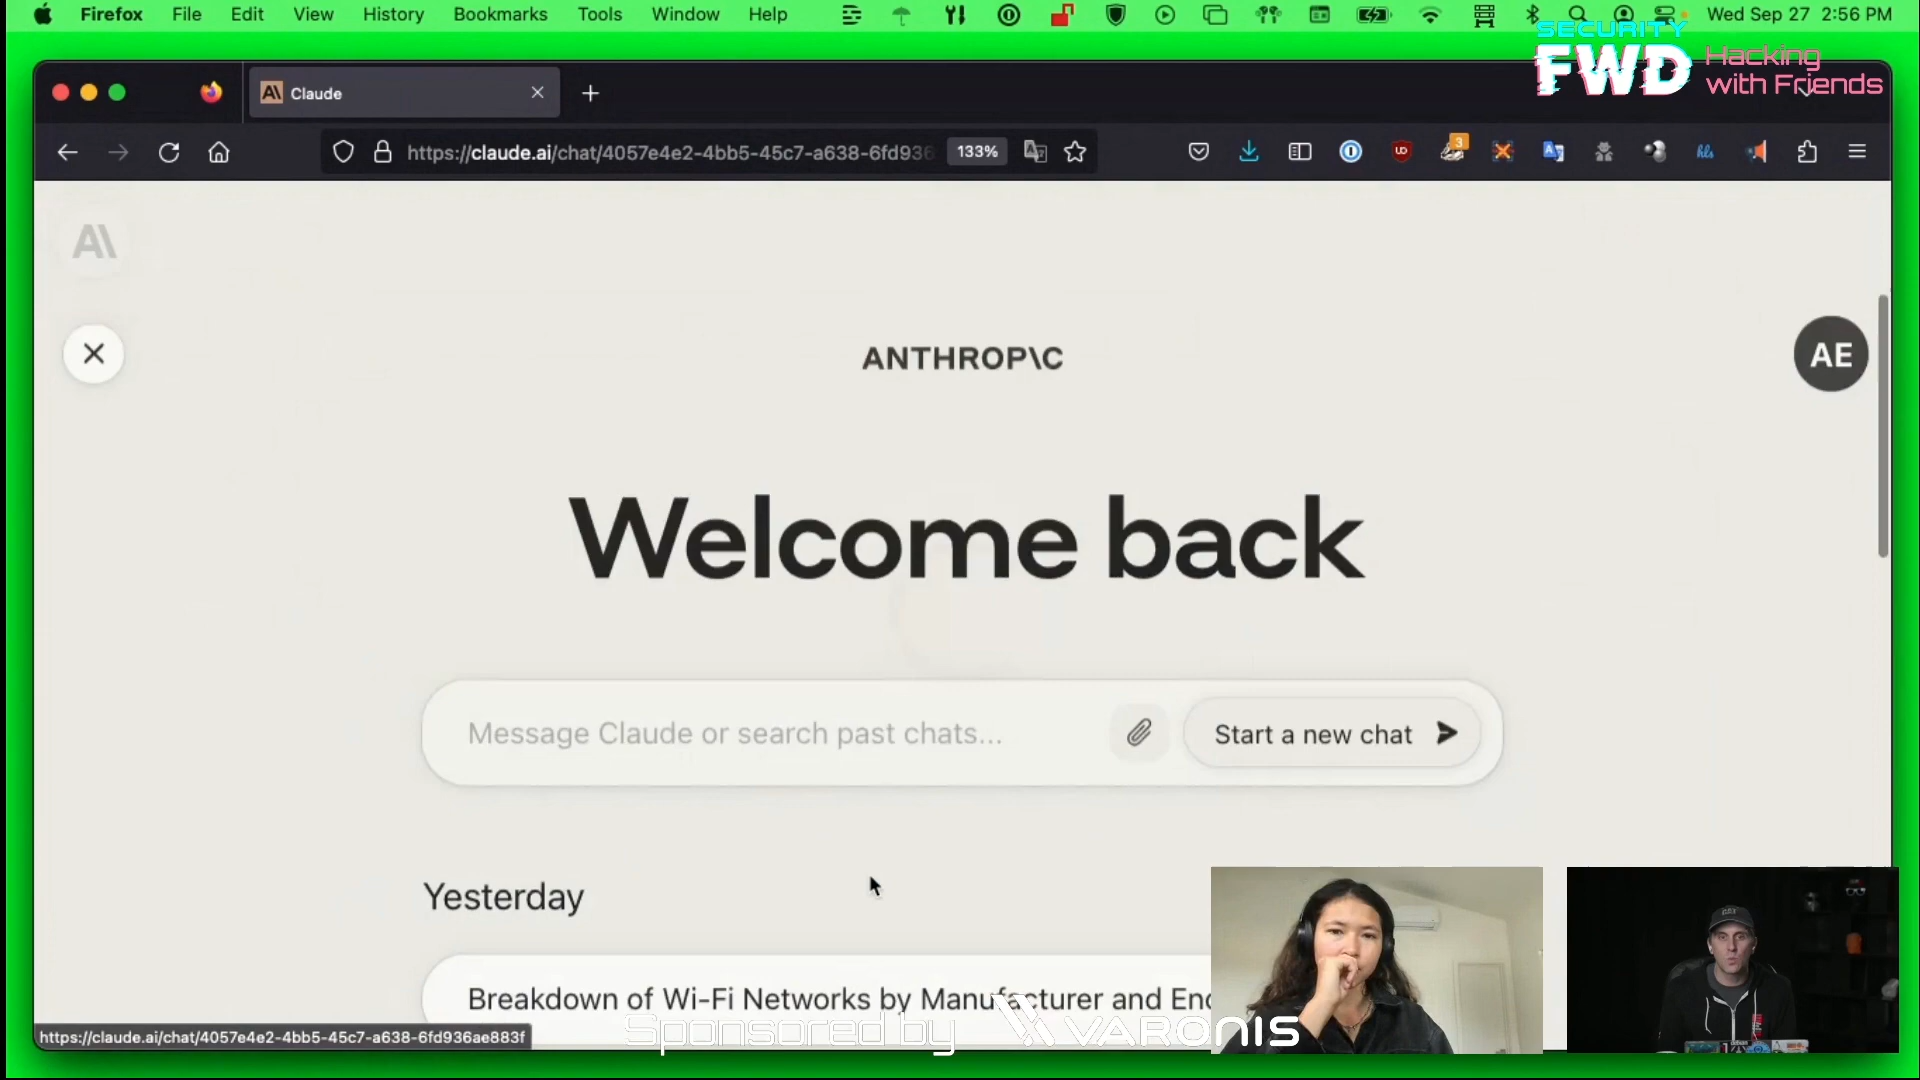 Firefox File Edit View History Bookmarks Tools Window Help Wed Sep 27 2:56 PM
SECURITY
FWD
Hacking
with Friends
Claude
https://claude.ai/chat/4057e4e2-4bb5-45c7-a638-6fd936 133%
3
hls
A\
ANTHROP\C
AE
Welcome back
Message Claude or search past chats...
Start a new chat
Yesterday
Breakdown of Wi-Fi Networks by Manufacturer and Enc
https://claude.ai/chat/4057e4e2-4bb5-45c7-a638-6fd936ae883f
Sponsored by VARONIS